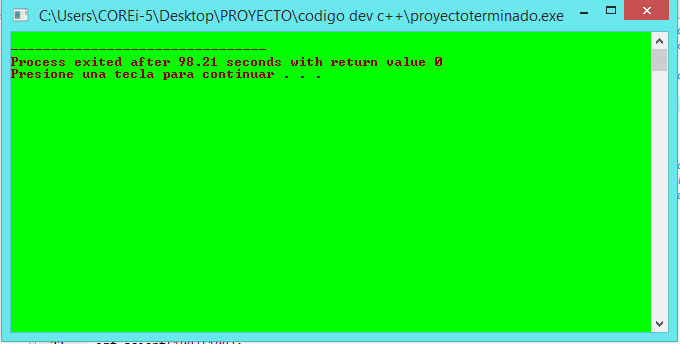 C:\Users\COREi-5\Desktop\PROYECTO\codigo dev c++\proyectoterminado.exe
--------------------------------
Process exited after 98.21 seconds with return value 0
Presione una tecla para continuar . . .